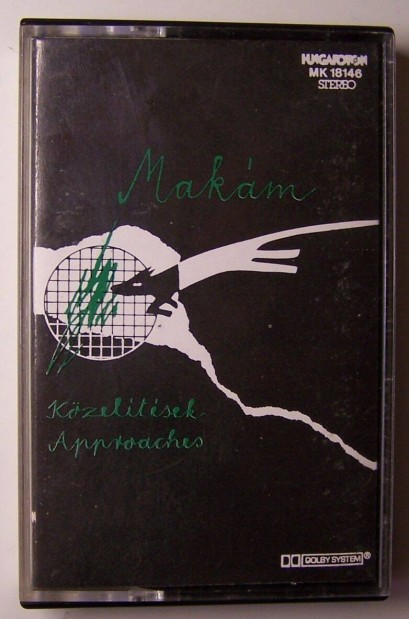 HUNGAROTON
MK 18146
STEREO
Makám
Közelítések
Approaches
DOLBY SYSTEM®